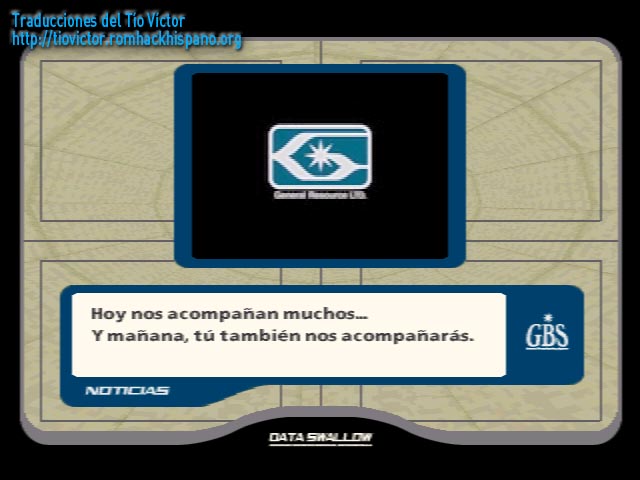 Traducciones del Tio Victor
http://tiovictor.romhackhispano.org
General Resource LTD.
Hoy nos acompañan muchos...
Y mañana, tú también nos acompañarás.
GBS
NOTICIAS
DATA SWALLOW